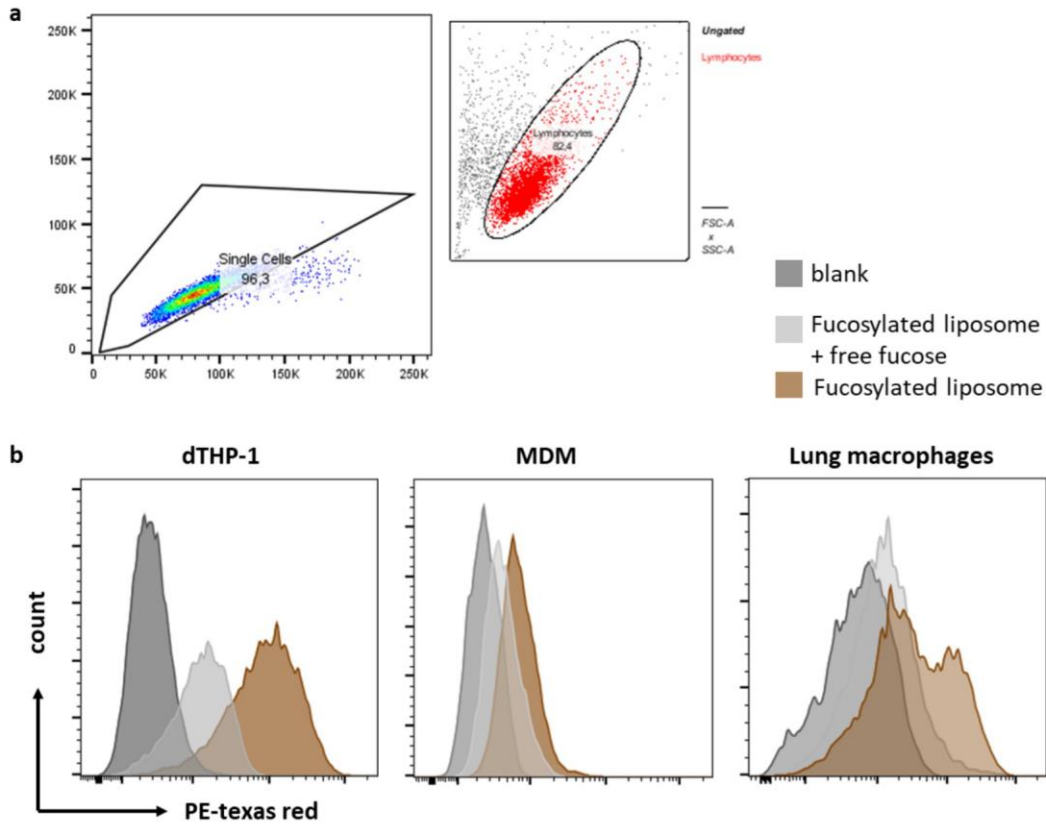 a
250K
200K
150K
100K
50K
0
Single Cells
96,3
0
50K
100K
150K
200K
250K
Lymphocytes
82,4
Ungated
Lymphocytes
FSC-A
x
SSC-A
blank
Fucosylated liposome
+ free fucose
Fucosylated liposome
b
dTHP-1
MDM
Lung macrophages
count
PE-texas red